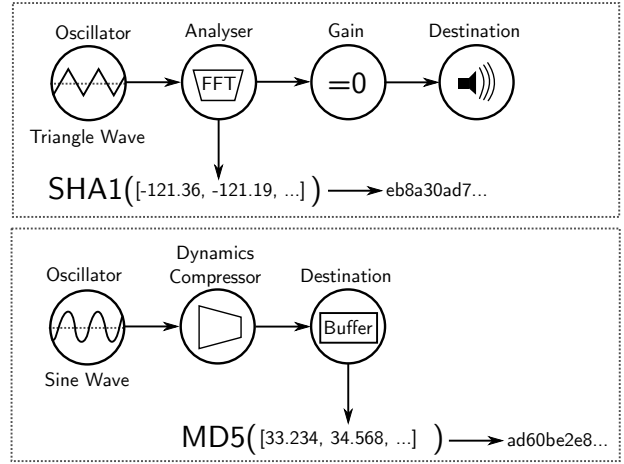 Oscillator Analyser Gain Destination
FFT =0
Triangle Wave
SHA1([-121.36, -121.19, ...]) eb8a30ad7...
Dynamics
Oscillator Compressor Destination
Buffer
Sine Wave
MD5([33.234, 34.568, ...] ) ad60be2e8...